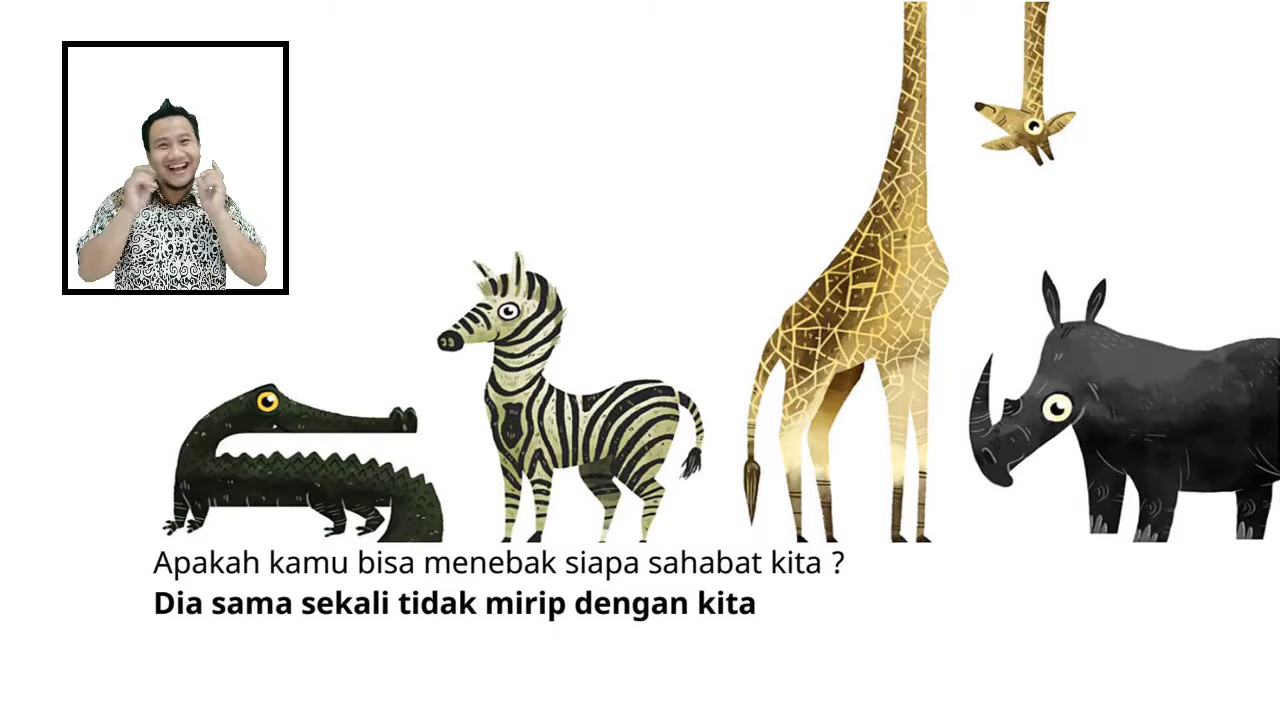 Apakah kamu bisa menebak siapa sahabat kita ?
Dia sama sekali tidak mirip dengan kita